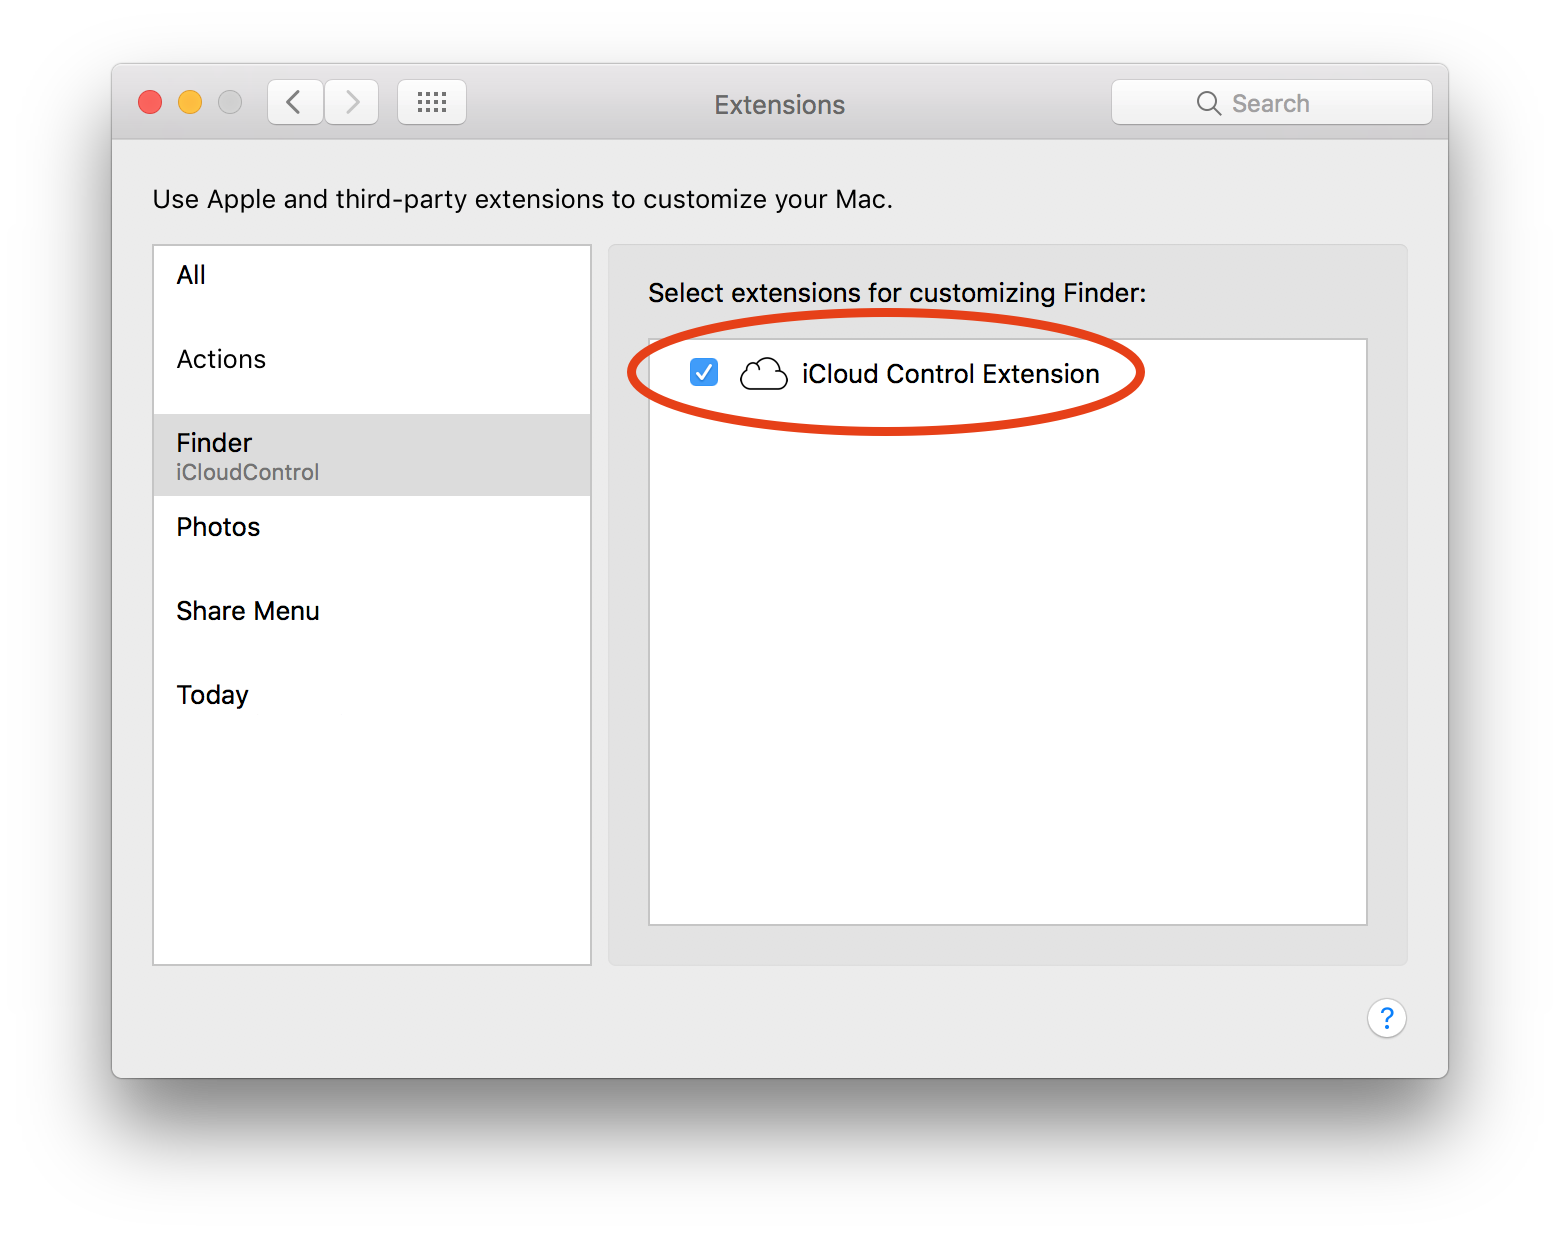 Extensions
Search
Use Apple and third-party extensions to customize your Mac.
All
Actions
Finder
iCloudControl
Photos
Share Menu
Today
Select extensions for customizing Finder:
iCloud Control Extension
?